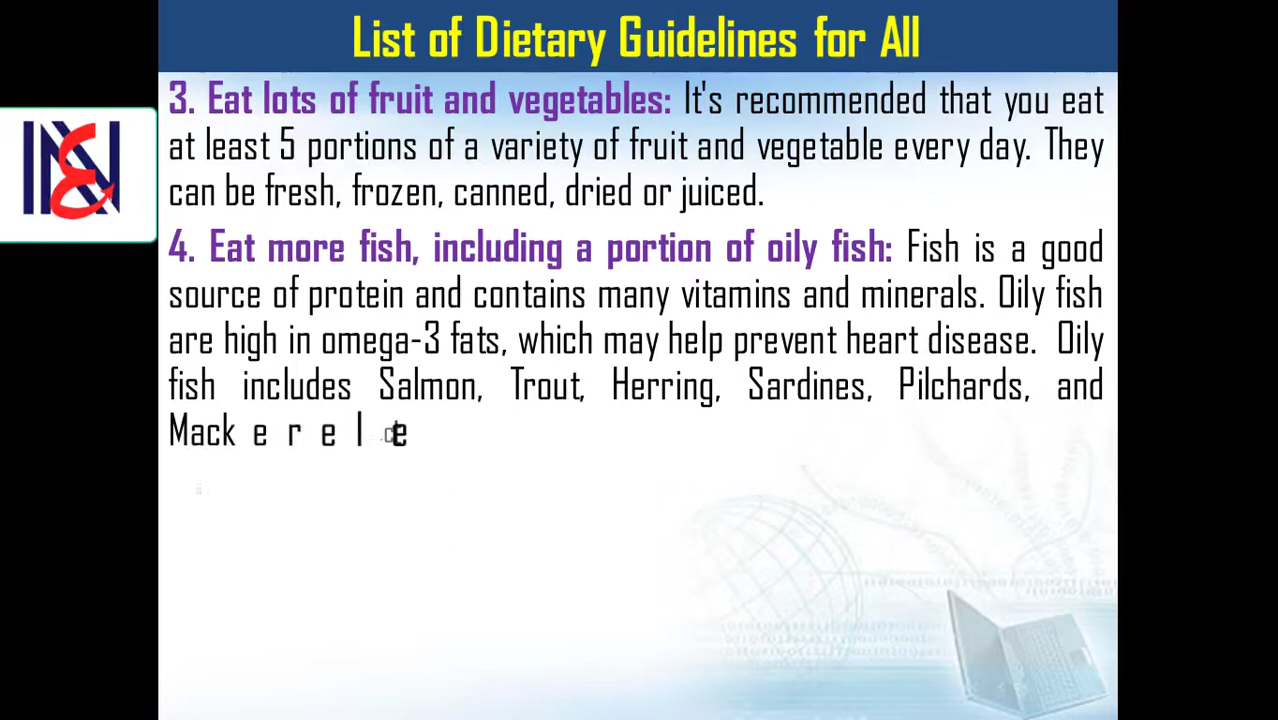 List of Dietary Guidelines for All
3. Eat lots of fruit and vegetables: It's recommended that you eat
at least 5 portions of a variety of fruit and vegetable every day. They
can be fresh, frozen, canned, dried or juiced.
4. Eat more fish, including a portion of oily fish: Fish is a good
source of protein and contains many vitamins and minerals. Oily fish
are high in omega-3 fats, which may help prevent heart disease. Oily
fish includes Salmon, Trout, Herring, Sardines, Pilchards, and
Mack e r e l